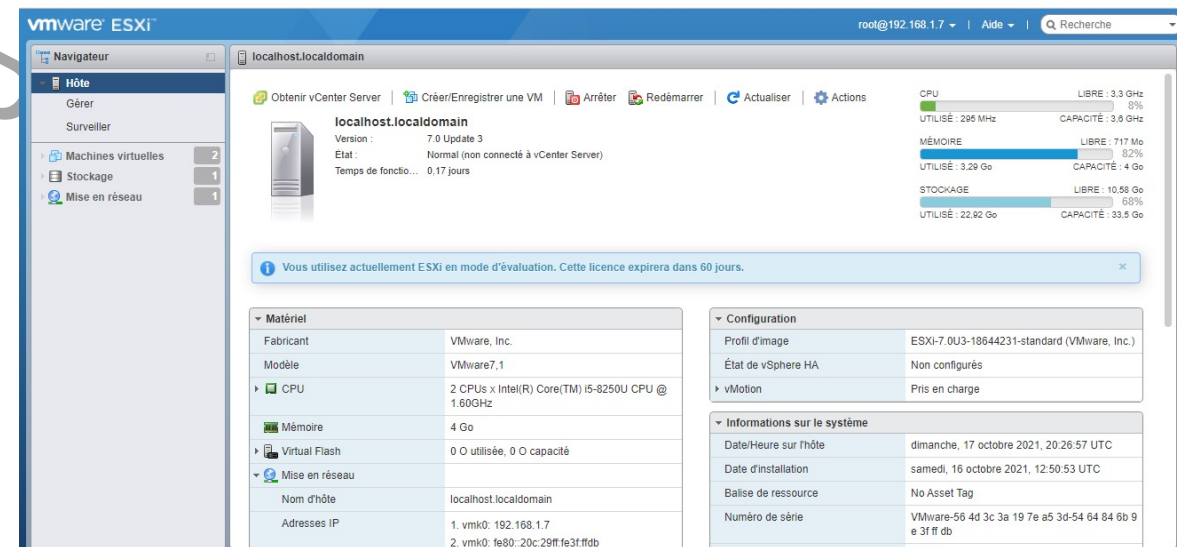 vmware ESXi
root@192.168.1.7 | Aide | Recherche
Navigateur
Hôte
Gérer
Surveiller
Machines virtuelles 2
Stockage 1
Mise en réseau 1
localhost.localdomain
Obtenir vCenter Server | Créer/Enregistrer une VM | Arrêter Redémarrer | Actualiser | Actions
localhost.localdomain
Version : 7.0 Update 3
État : Normal (non connecté à vCenter Server)
Temps de fonctio... 0,17 jours
CPU LIBRE : 3,3 GHz
8%
UTILISÉ : 295 MHz CAPACITÉ : 3,6 GHz
MÉMOIRE LIBRE : 717 Mo
82%
UTILISÉ : 3,29 Go CAPACITÉ : 4 Go
STOCKAGE LIBRE : 10,58 Go
68%
UTILISÉ : 22,92 Go CAPACITÉ : 33,5 Go
Vous utilisez actuellement ESXi en mode d'évaluation. Cette licence expirera dans 60 jours.
Matériel
Fabricant VMware, Inc.
Modèle VMware7,1
CPU 2 CPUs x Intel(R) Core(TM) i5-8250U CPU @
1.60GHz
Mémoire 4 Go
Virtual Flash 0 O utilisée, 0 O capacité
Mise en réseau
Nom d'hôte localhost.localdomain
Adresses IP 1. vmk0: 192.168.1.7
2. vmk0: fe80::20c:29ff:fe3f:ffdb
Configuration
Profil d'image ESXi-7.0U3-18644231-standard (VMware, Inc.)
État de vSphere HA Non configurés
vMotion Pris en charge
Informations sur le système
Date/Heure sur l'hôte dimanche, 17 octobre 2021, 20:26:57 UTC
Date d'installation samedi, 16 octobre 2021, 12:50:53 UTC
Balise de ressource No Asset Tag
Numéro de série VMware-56 4d 3c 3a 19 7e a5 3d-54 64 84 6b 9
e 3f ff db